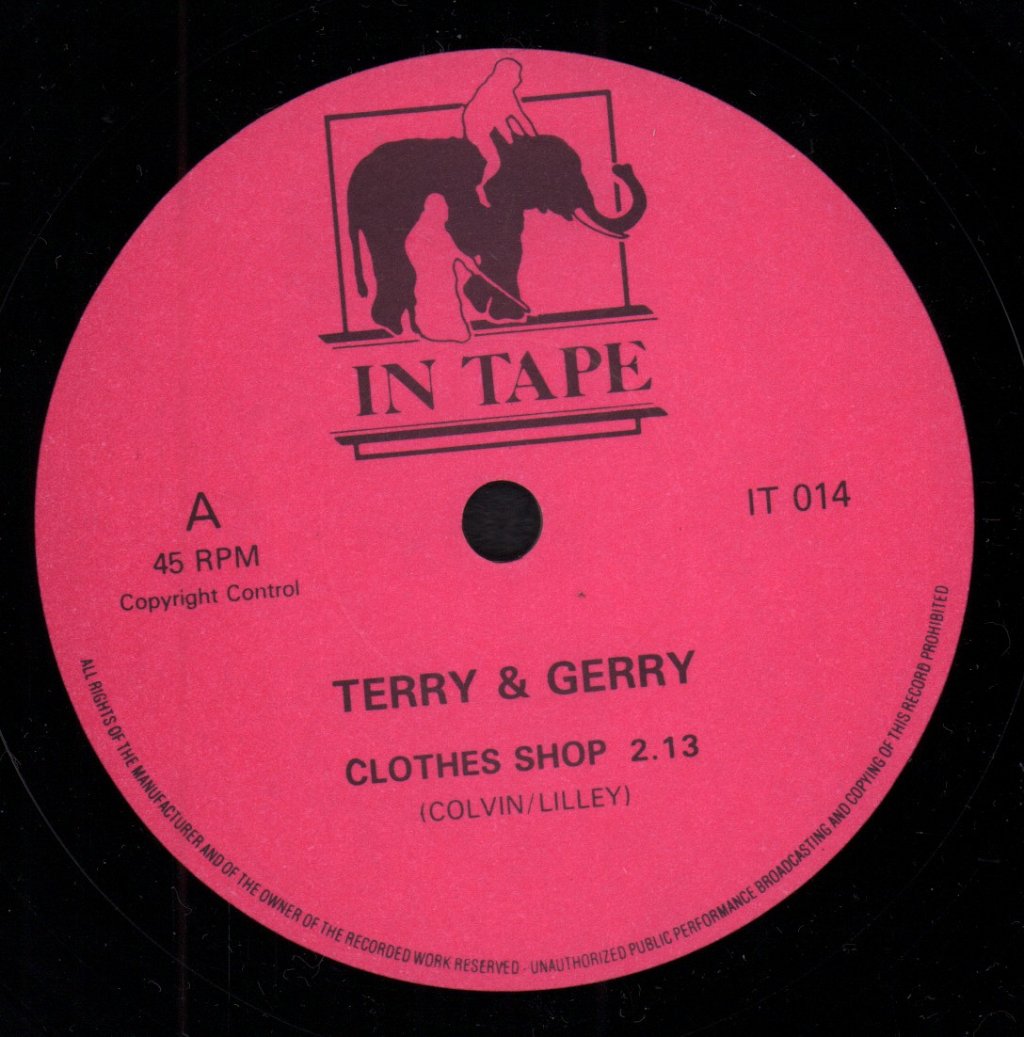 IN TAPE
A
IT 014
45 RPM
Copyright Control
TERRY & GERRY
CLOTHES SHOP 2.13
(COLVIN/LILLEY)
ALL RIGHTS OF THE MANUFACTURER AND OF THE OWNER OF THE RECORDED WORK RESERVED - UNAUTHORIZED PUBLIC PERFORMANCE BROADCASTING AND COPYING OF THIS RECORD PROHIBITED